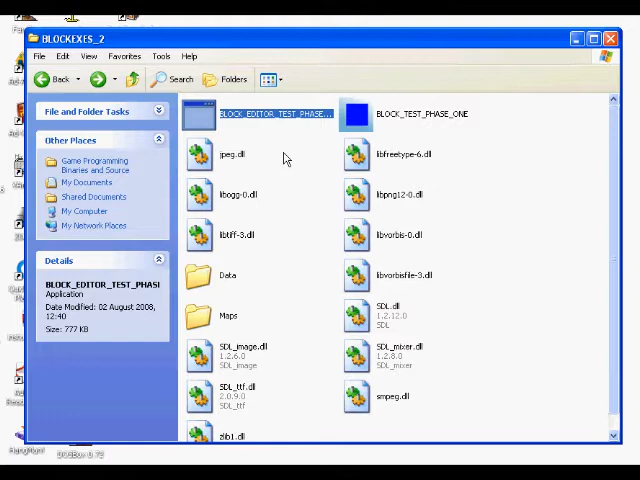 BLOCKEXES_2
File Edit View Favorites Tools Help
Back Search Folders
File and Folder Tasks
Other Places
Game Programming
Binaries and Source
My Documents
Shared Documents
My Computer
My Network Places
Details
BLOCK_EDITOR_TEST_PHASI
Application
Date Modified: 02 August 2008,
12:40
Size: 777 KB
BLOCK_EDITOR_TEST_PHASE...
BLOCK_TEST_PHASE_ONE
jpeg.dll
libfreetype-6.dll
libogg-0.dll
libpng12-0.dll
libtiff-3.dll
libvorbis-0.dll
Data
libvorbisfile-3.dll
Maps
SDL.dll
1.2.12.0
SDL
SDL_image.dll
1.2.6.0
SDL_image
SDL_mixer.dll
1.2.8.0
SDL_mixer
SDL_ttf.dll
2.0.9.0
SDL_ttf
smpeg.dll
zlib1.dll
HangMan!
DOSBox 0.72